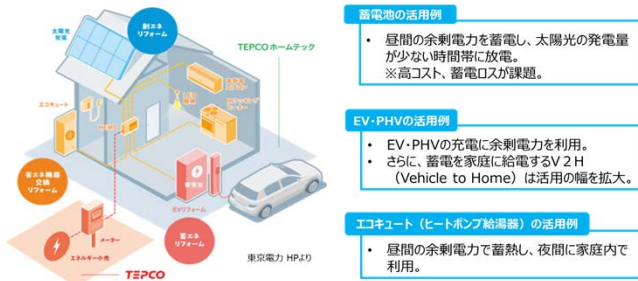 創エネ
リフォーム
太陽光
発電
TEPCOホームテック
エコキュート
省エネ機器
交換
リフォーム
蓄電池
EVリフォーム
蓄エネ
リフォーム
メーター
エネルギー小売
TEPCO
東京電力 HPより
蓄電池の活用例
• 昼間の余剰電力を蓄電し、太陽光の発電量
が少ない時間帯に放電。
※高コスト、蓄電ロスが課題。
EV・PHVの活用例
• EV・PHVの充電に余剰電力を利用。
• さらに、蓄電を家庭に給電するV2H
（Vehicle to Home）は活用の幅を拡大。
エコキュート（ヒートポンプ給湯器）の活用例
• 昼間の余剰電力で蓄熱し、夜間に家庭内で
利用。